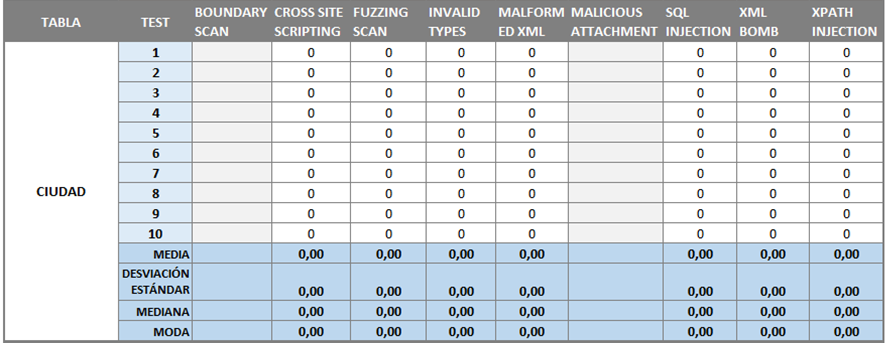 TABLA TEST BOUNDARY SCAN CROSS SITE SCRIPTING FUZZING SCAN INVALID TYPES MALFORMED XML MALICIOUS ATTACHMENT SQL INJECTION XML BOMB XPATH INJECTION
1 0 0 0 0 0 0 0
2 0 0 0 0 0 0 0
3 0 0 0 0 0 0 0
4 0 0 0 0 0 0 0
5 0 0 0 0 0 0 0
6 0 0 0 0 0 0 0
7 0 0 0 0 0 0 0
CIUDAD 8 0 0 0 0 0 0 0
9 0 0 0 0 0 0 0
10 0 0 0 0 0 0 0
MEDIA 0,00 0,00 0,00 0,00 0,00 0,00 0,00
DESVIACIÓN
ESTÁNDAR 0,00 0,00 0,00 0,00 0,00 0,00 0,00
MEDIANA 0,00 0,00 0,00 0,00 0,00 0,00 0,00
MODA 0,00 0,00 0,00 0,00 0,00 0,00 0,00